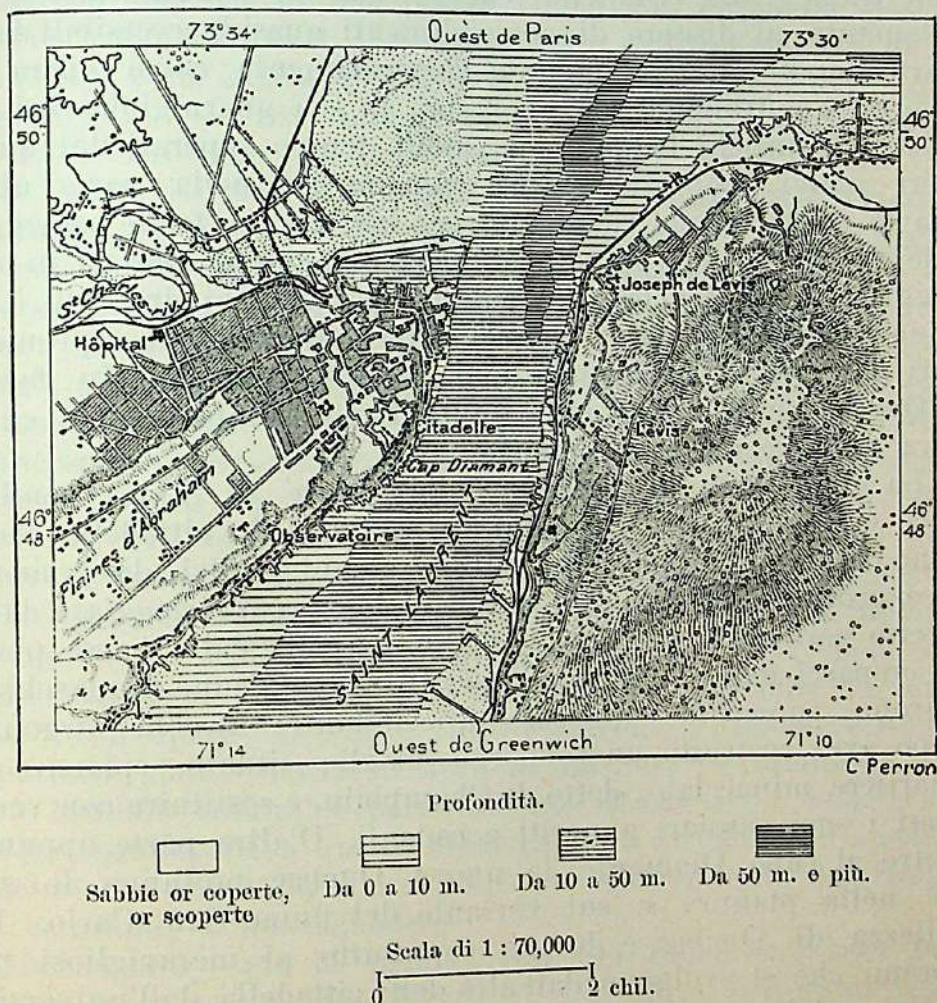 73°34' Ouest de Paris 73°30'
46° 50' 46° 50'
St Charles Riv.
St Joseph de Lévis
Hôpital
Citadelle
Lévis
Cap Diamant
46° 48' 46° 48'
Plaines d'Abraham
Observatoire
SAINT LAURENT
71°14' Ouest de Greenwich 71°10'
C Perron
Profondità.
Sabbie or coperte, or scoperte
Da 0 a 10 m.
Da 10 a 50 m.
Da 50 m. e più.
Scala di 1 : 70,000
0 2 chil.